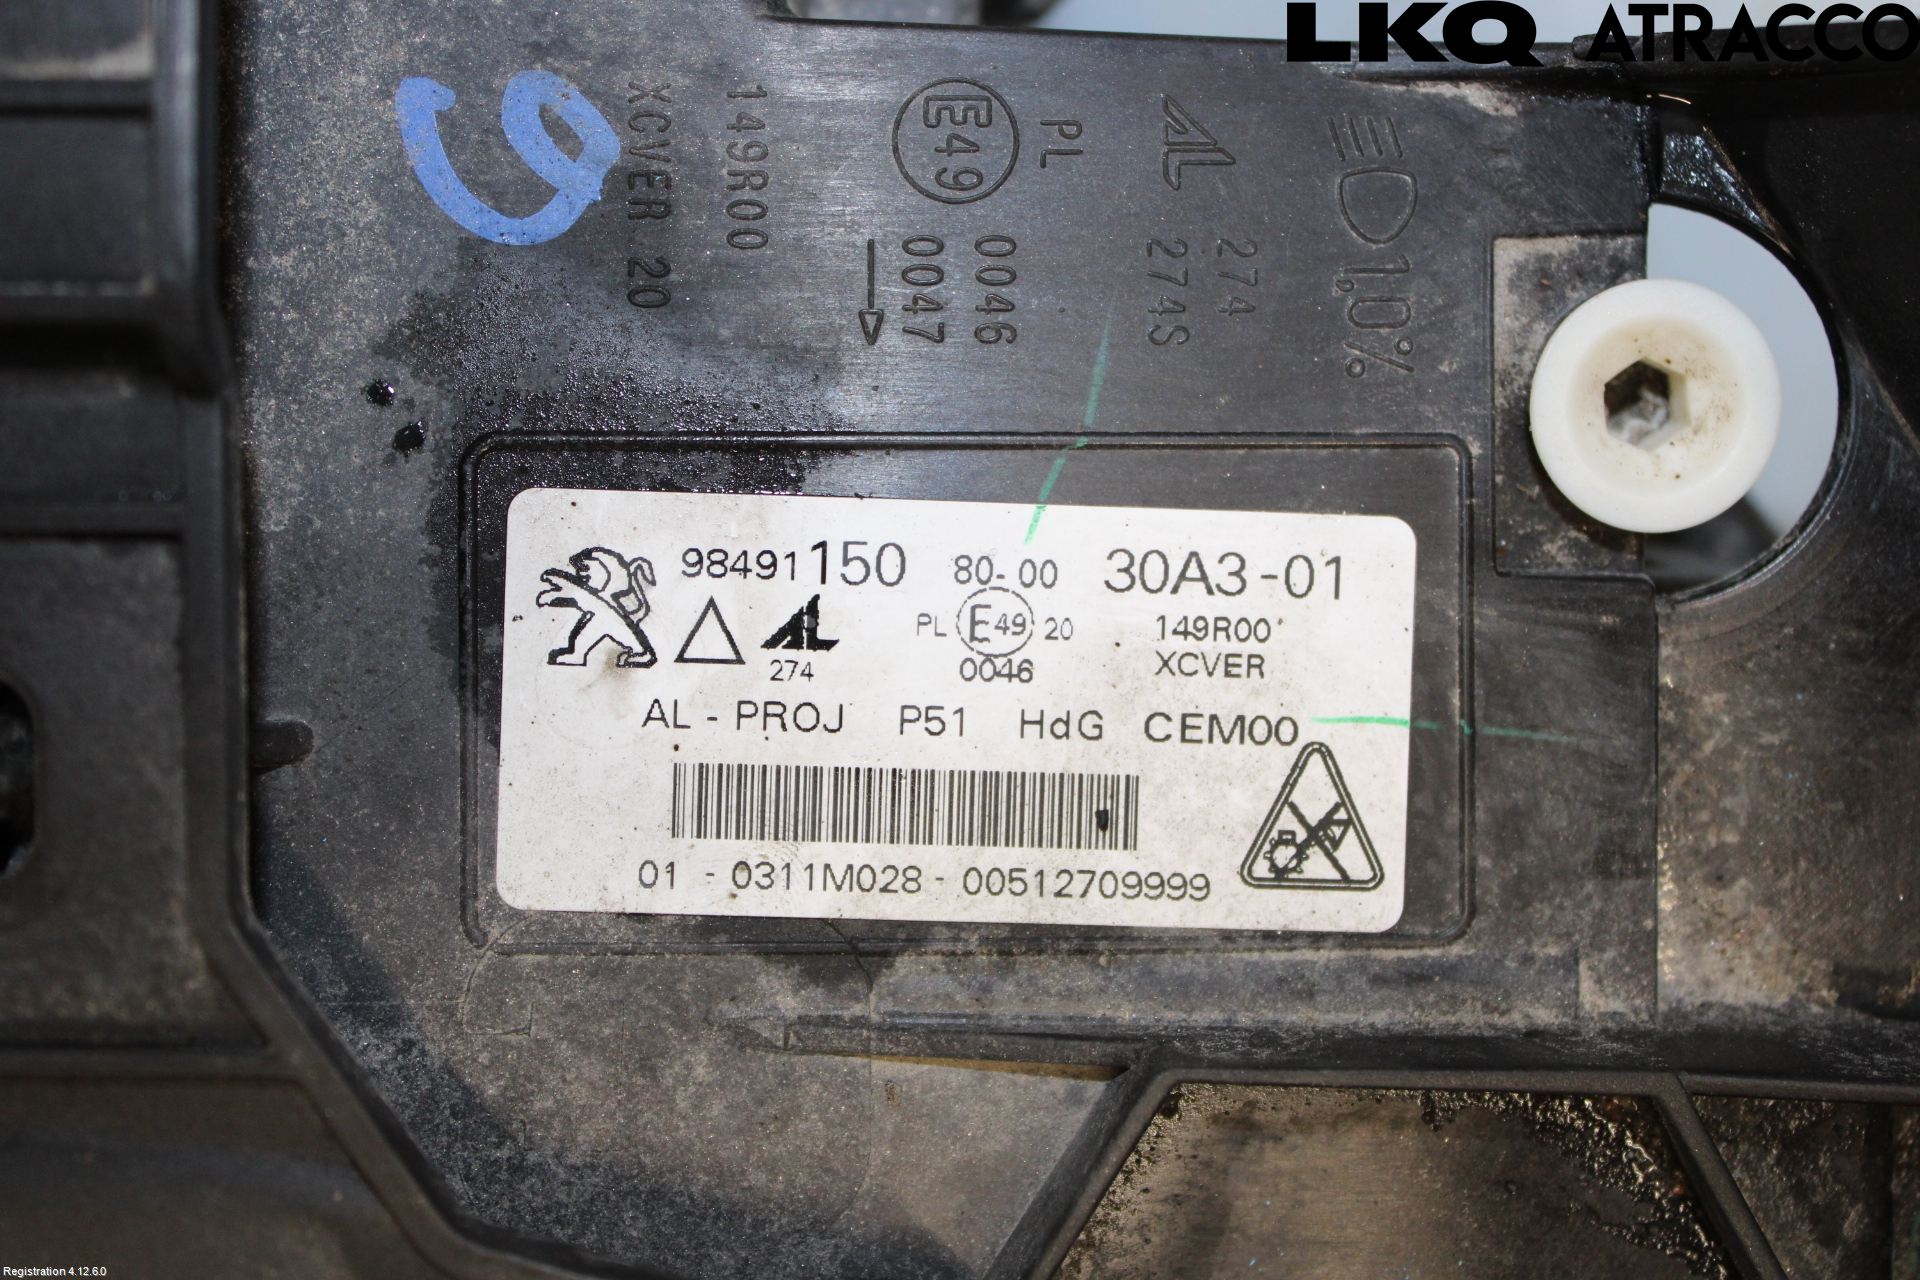 LKQ ATRACCO
149R00
XCVER 20
E49
PL
0046
0047
AL
274
274S
1,0%
98491150 80-00 30A3-01
AL 274
PL E49 20
0046
149R00
XCVER
AL - PROJ P51 HdG CEM00
01 - 0311M028 - 00512709999
Registration 4.12.6.0